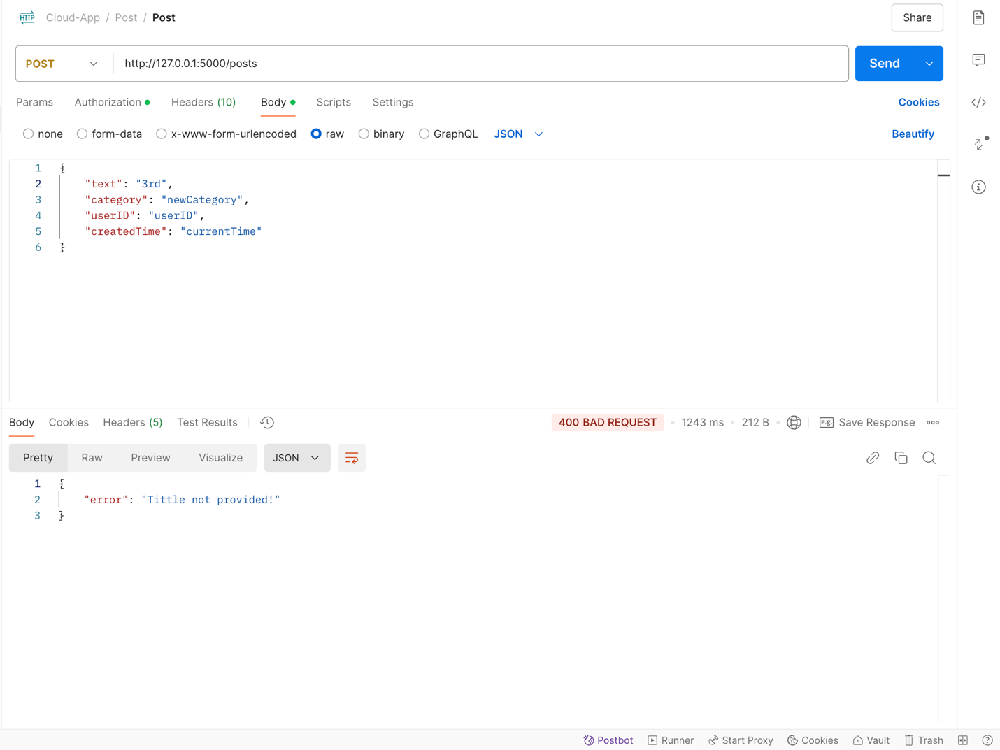 HTTP Cloud-App / Post / Post Share
POST http://127.0.0.1:5000/posts Send
Params Authorization Headers (10) Body Scripts Settings Cookies
none form-data x-www-form-urlencoded raw binary GraphQL JSON Beautify
1 {
2 "text": "3rd",
3 "category": "newCategory",
4 "userID": "userID",
5 "createdTime": "currentTime"
6 }
Body Cookies Headers (5) Test Results 400 BAD REQUEST 1243 ms 212 B e.g. Save Response
Pretty Raw Preview Visualize JSON
1 {
2 "error": "Tittle not provided!"
3 }
Postbot Runner Start Proxy Cookies Vault Trash